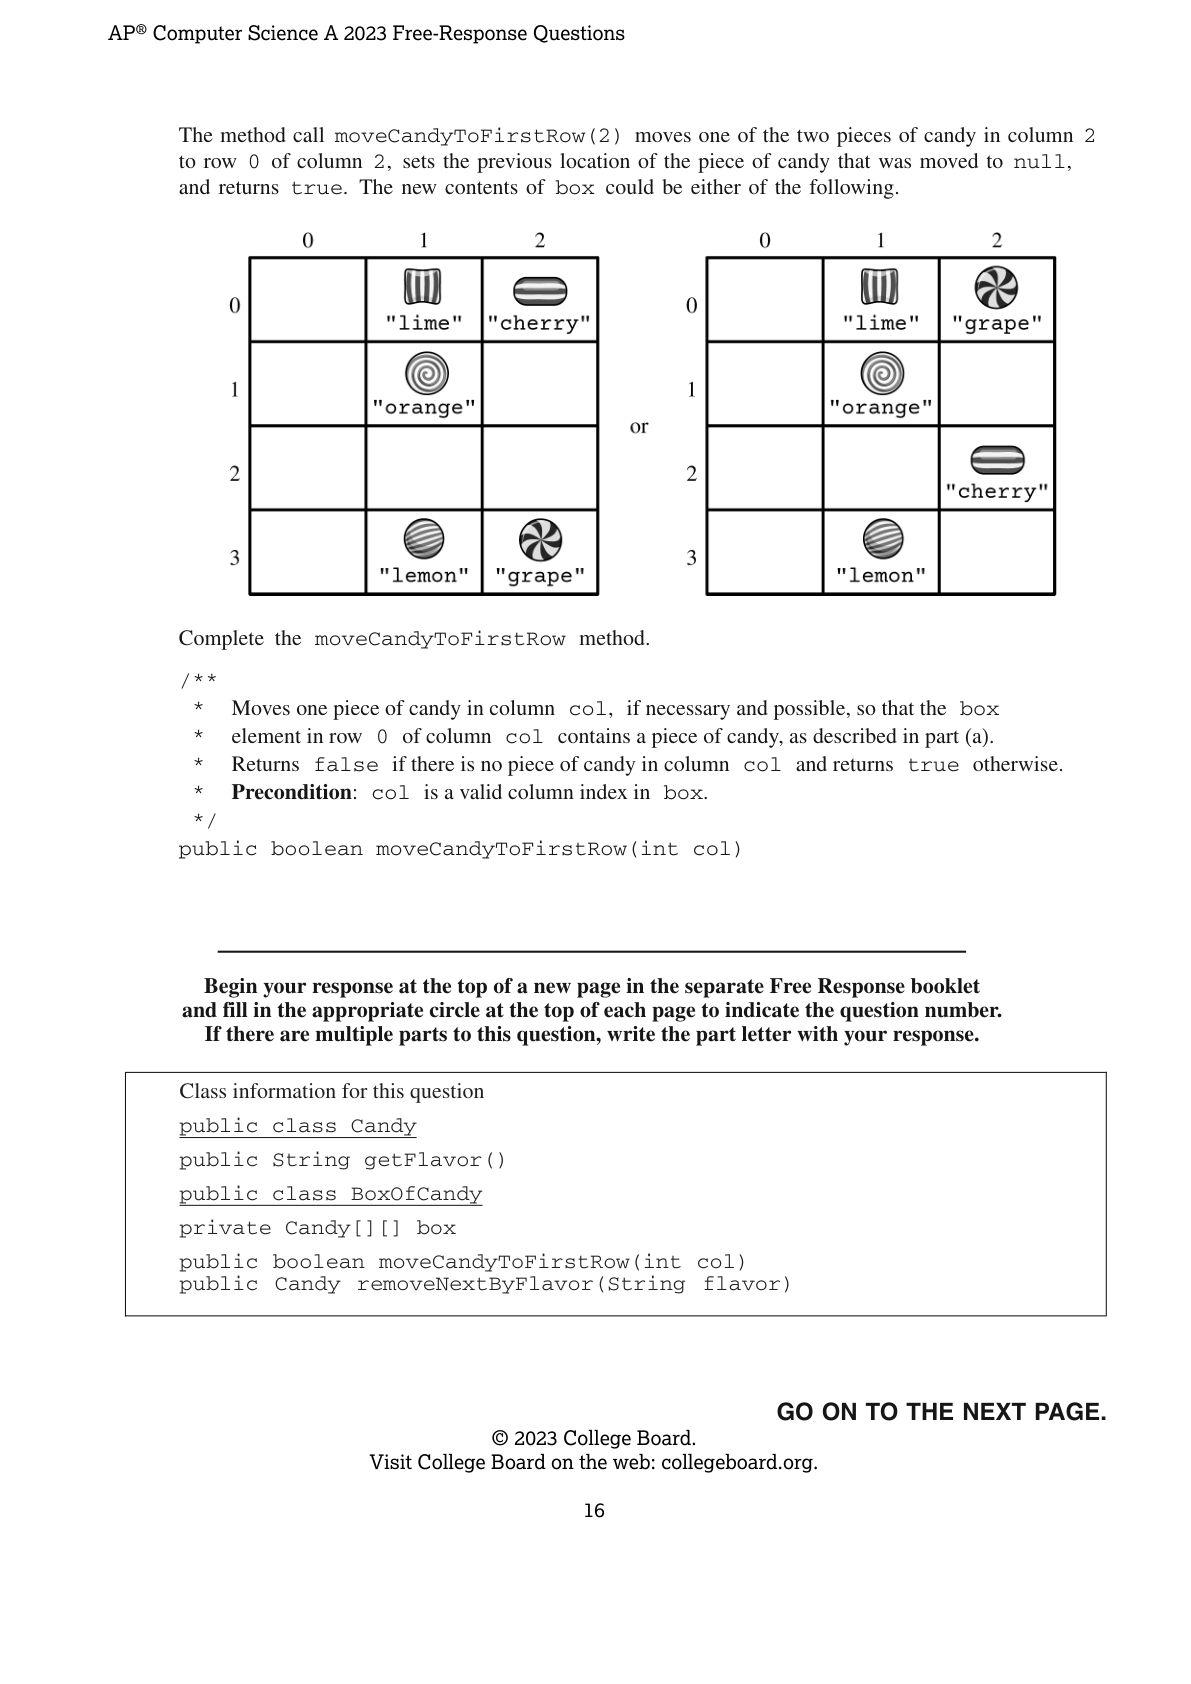 AP® Computer Science A 2023 Free-Response Questions
The method call moveCandyToFirstRow(2) moves one of the two pieces of candy in column 2
to row 0 of column 2, sets the previous location of the piece of candy that was moved to null,
and returns true. The new contents of box could be either of the following.
0 1 2 0 1 2
0 "lime" "cherry" 0 "lime" "grape"
1 "orange" 1 "orange"
or
2 2 "cherry"
3 "lemon" "grape" 3 "lemon"
Complete the moveCandyToFirstRow method.
/**
* Moves one piece of candy in column col, if necessary and possible, so that the box
* element in row 0 of column col contains a piece of candy, as described in part (a).
* Returns false if there is no piece of candy in column col and returns true otherwise.
* Precondition: col is a valid column index in box.
*/
public boolean moveCandyToFirstRow(int col)
Begin your response at the top of a new page in the separate Free Response booklet
and fill in the appropriate circle at the top of each page to indicate the question number.
If there are multiple parts to this question, write the part letter with your response.
Class information for this question
public class Candy
public String getFlavor()
public class BoxOfCandy
private Candy[][] box
public boolean moveCandyToFirstRow(int col)
public Candy removeNextByFlavor(String flavor)
GO ON TO THE NEXT PAGE.
© 2023 College Board.
Visit College Board on the web: collegeboard.org.
16